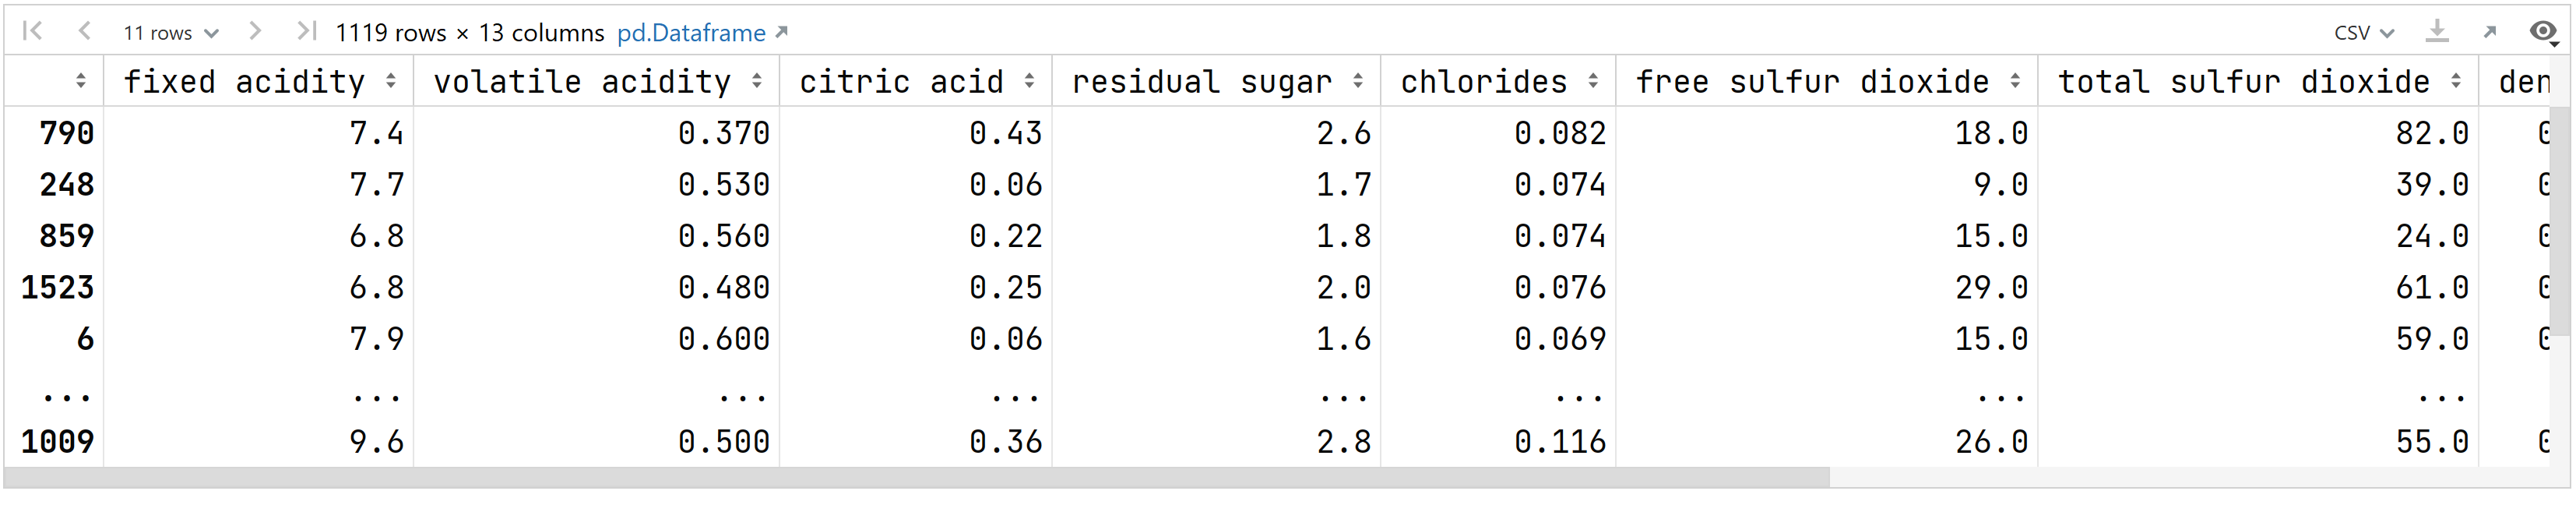 11 rows 1119 rows × 13 columns pd.Dataframe CSV
fixed acidity volatile acidity citric acid residual sugar chlorides free sulfur dioxide total sulfur dioxide den
790 7.4 0.370 0.43 2.6 0.082 18.0 82.0 0
248 7.7 0.530 0.06 1.7 0.074 9.0 39.0 0
859 6.8 0.560 0.22 1.8 0.074 15.0 24.0 0
1523 6.8 0.480 0.25 2.0 0.076 29.0 61.0 0
6 7.9 0.600 0.06 1.6 0.069 15.0 59.0 0
... ... ... ... ... ... ... ...
1009 9.6 0.500 0.36 2.8 0.116 26.0 55.0 0